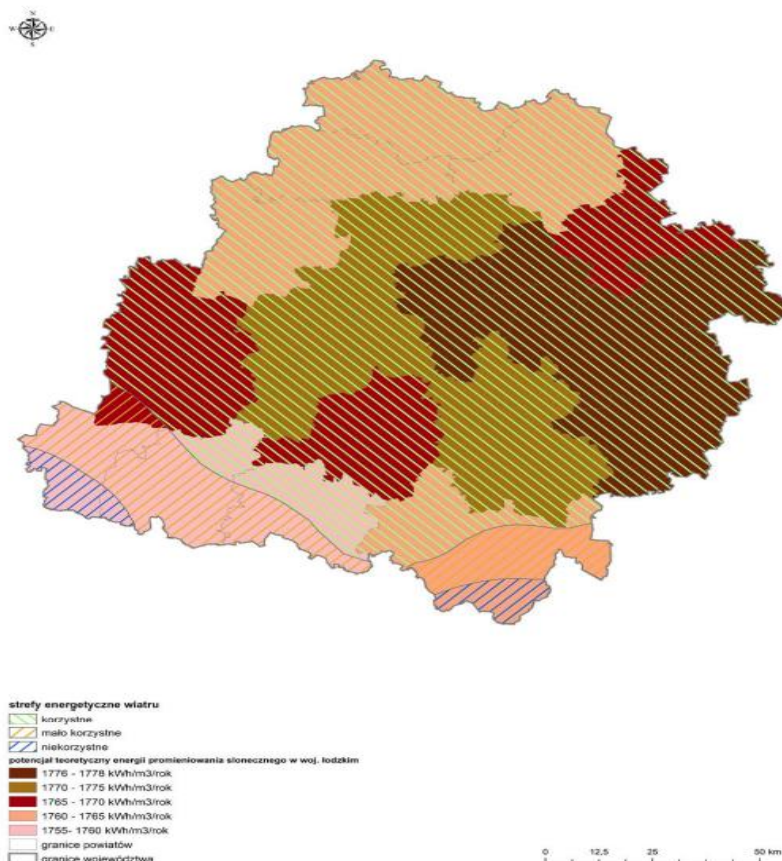 N
W E
S
strefy energetyczne wiatru
korzystne
mało korzystne
niekorzystne
potencjał teoretyczny energii promieniowania słonecznego w woj. łodzkim
1776 - 1778 kWh/m3/rok
1770 - 1775 kWh/m3/rok
1765 - 1770 kWh/m3/rok
1760 - 1765 kWh/m3/rok
1755- 1760 kWh/m3/rok
granice powiatów
granice województwa
0 12,5 25 50 km